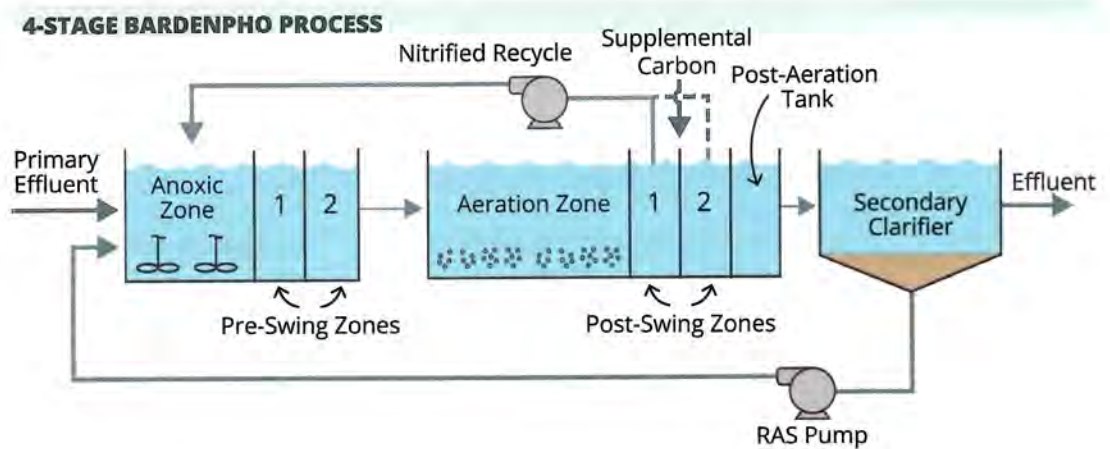 4-STAGE BARDENPHO PROCESS
Nitrified Recycle
Supplemental
Carbon
Post-Aeration
Tank
Primary
Effluent
Anoxic
Zone
1
2
Aeration Zone
1
2
Secondary
Clarifier
Effluent
Pre-Swing Zones
Post-Swing Zones
RAS Pump